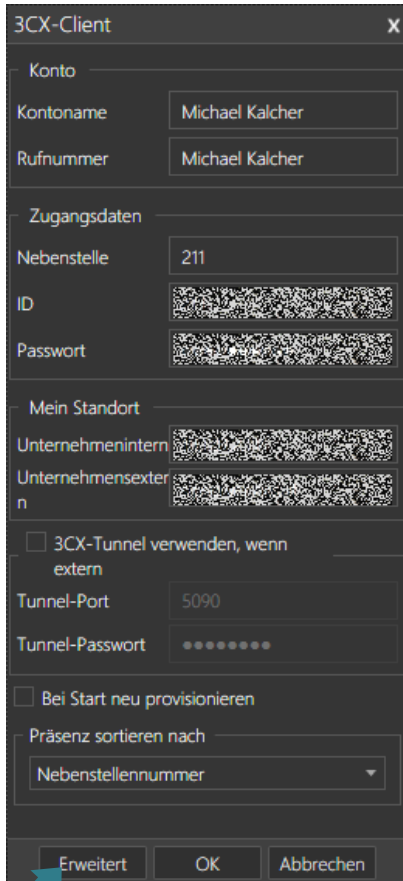 3CX-Client x
Konto
Kontoname Michael Kalcher
Rufnummer Michael Kalcher
Zugangsdaten
Nebenstelle 211
ID
Passwort
Mein Standort
Unternehmenintern
Unternehmensexter
n
3CX-Tunnel verwenden, wenn
extern
Tunnel-Port 5090
Tunnel-Passwort ●●●●●●●●
Bei Start neu provisionieren
Präsenz sortieren nach
Nebenstellennummer
Erweitert OK Abbrechen